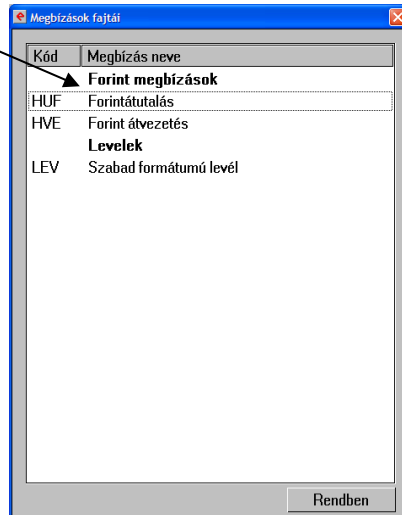 Megbízások fajtái
Kód Megbízás neve
Forint megbízások
HUF Forintátutalás
HVE Forint átvezetés
Levelek
LEV Szabad formátumú levél
Rendben